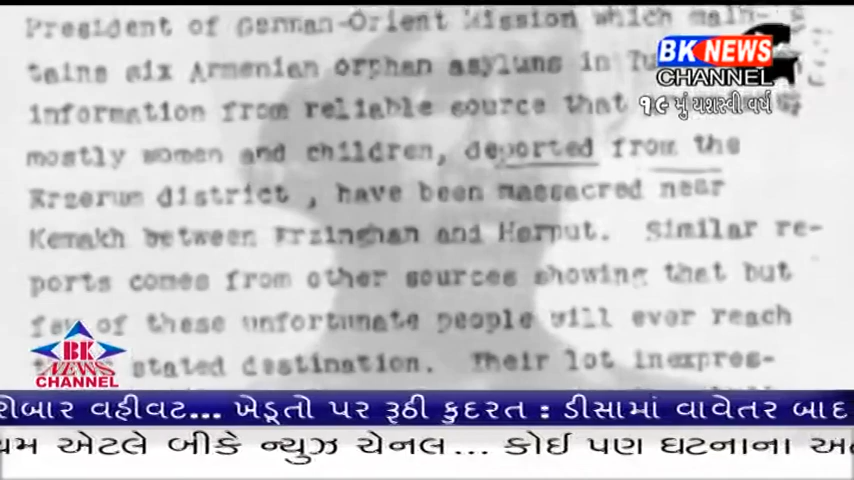 President of German-Orient Mission which main-
tains six Armenian orphan asylums in
information from reliable source that
mostly women and children, deported from the
Erzerum district , have been massacred near
Kemakh between Erzinghan and Harput. Similar re-
ports comes from other sources showing that but
few of these unfortunate people will ever reach
stated destination. Their lot inexpres-
BK NEWS
CHANNEL
૧૯ મું યશસ્વી વર્ષ
BK
NEWS
CHANNEL
શેબાર વહીવટ... ખેડૂતો પર રૂઠી કુદરત : ડીસામાં વાવેતર બાદ
એટલે બીકે ન્યુઝ ચેનલ... કોઈ પણ ઘટનાના